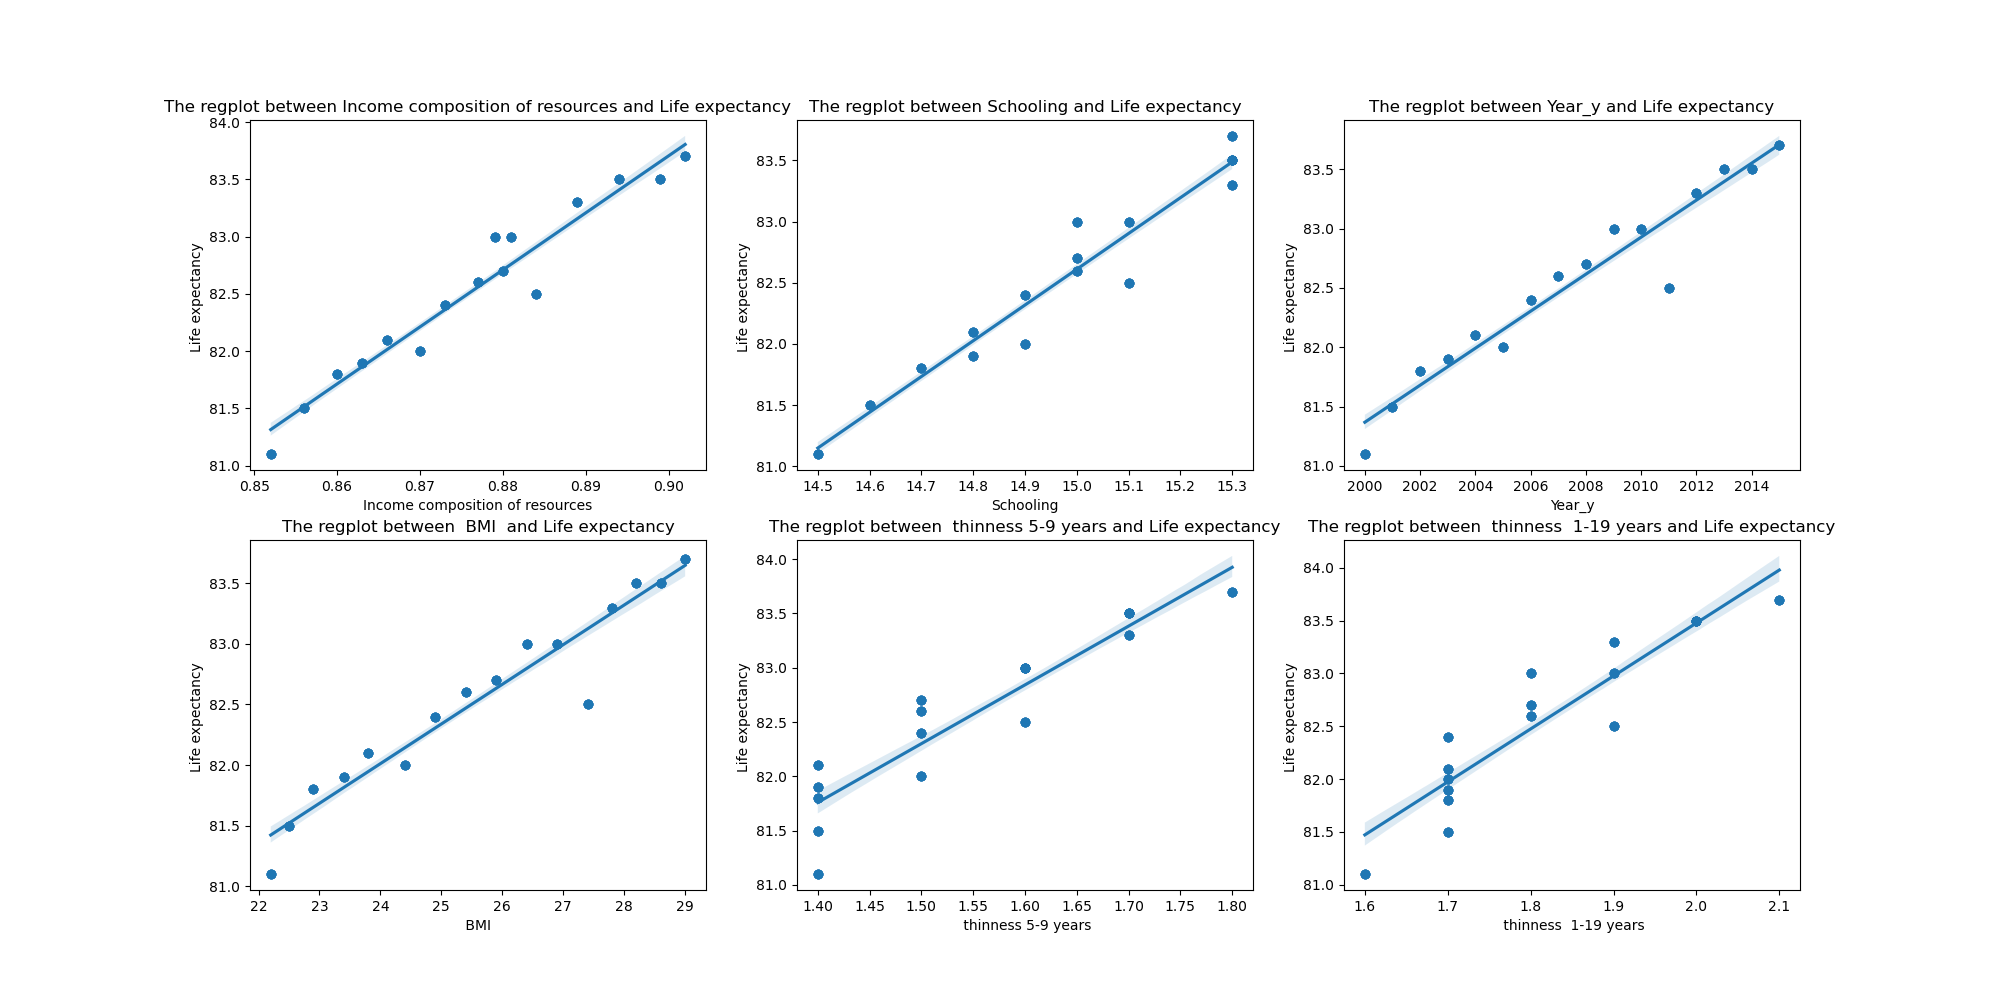 The regplot between Income composition of resources and Life expectancy
84.0
83.5
83.0
82.5
82.0
81.5
81.0
Life expectancy
0.85 0.86 0.87 0.88 0.89 0.90
Income composition of resources
The regplot between Schooling and Life expectancy
83.5
83.0
82.5
82.0
81.5
81.0
Life expectancy
14.5 14.6 14.7 14.8 14.9 15.0 15.1 15.2 15.3
Schooling
The regplot between Year_y and Life expectancy
83.5
83.0
82.5
82.0
81.5
81.0
Life expectancy
2000 2002 2004 2006 2008 2010 2012 2014
Year_y
The regplot between  BMI  and Life expectancy
83.5
83.0
82.5
82.0
81.5
81.0
Life expectancy
22 23 24 25 26 27 28 29
BMI
The regplot between  thinness 5-9 years and Life expectancy
84.0
83.5
83.0
82.5
82.0
81.5
81.0
Life expectancy
1.40 1.45 1.50 1.55 1.60 1.65 1.70 1.75 1.80
thinness 5-9 years
The regplot between  thinness  1-19 years and Life expectancy
84.0
83.5
83.0
82.5
82.0
81.5
81.0
Life expectancy
1.6 1.7 1.8 1.9 2.0 2.1
thinness  1-19 years